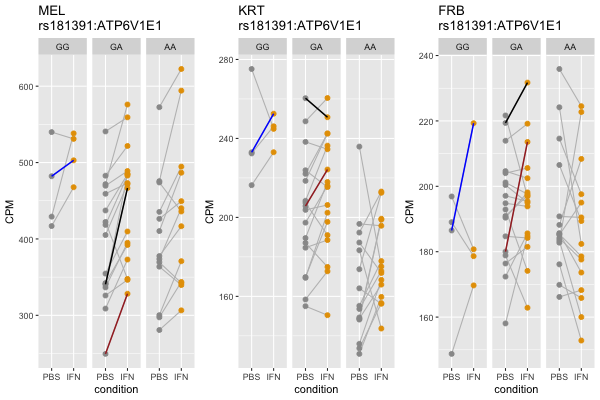 MEL
rs181391:ATP6V1E1
GG GA AA
600
500
400
300
CPM
PBS IFN PBS IFN PBS IFN
condition
KRT
rs181391:ATP6V1E1
GG GA AA
280
240
200
160
CPM
PBS IFN PBS IFN PBS IFN
condition
FRB
rs181391:ATP6V1E1
GG GA AA
240
220
200
180
160
CPM
PBS IFN PBS IFN PBS IFN
condition